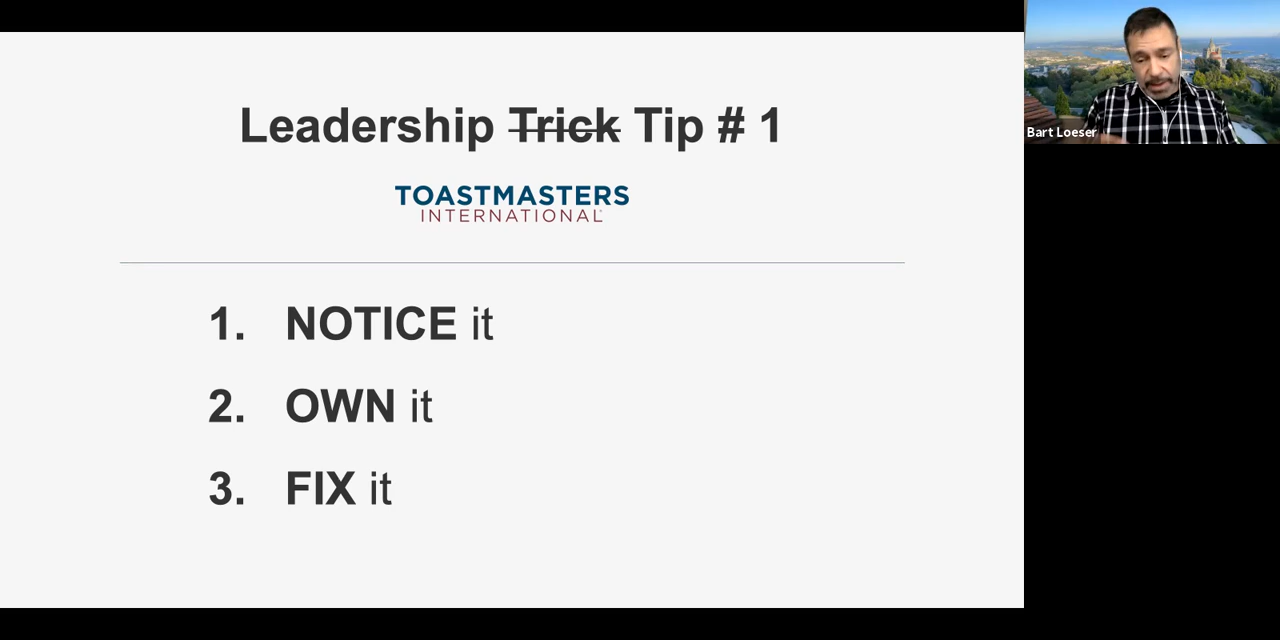 Leadership Trick Tip # 1
TOASTMASTERS
INTERNATIONAL
1. NOTICE it
2. OWN it
3. FIX it
Bart Loeser